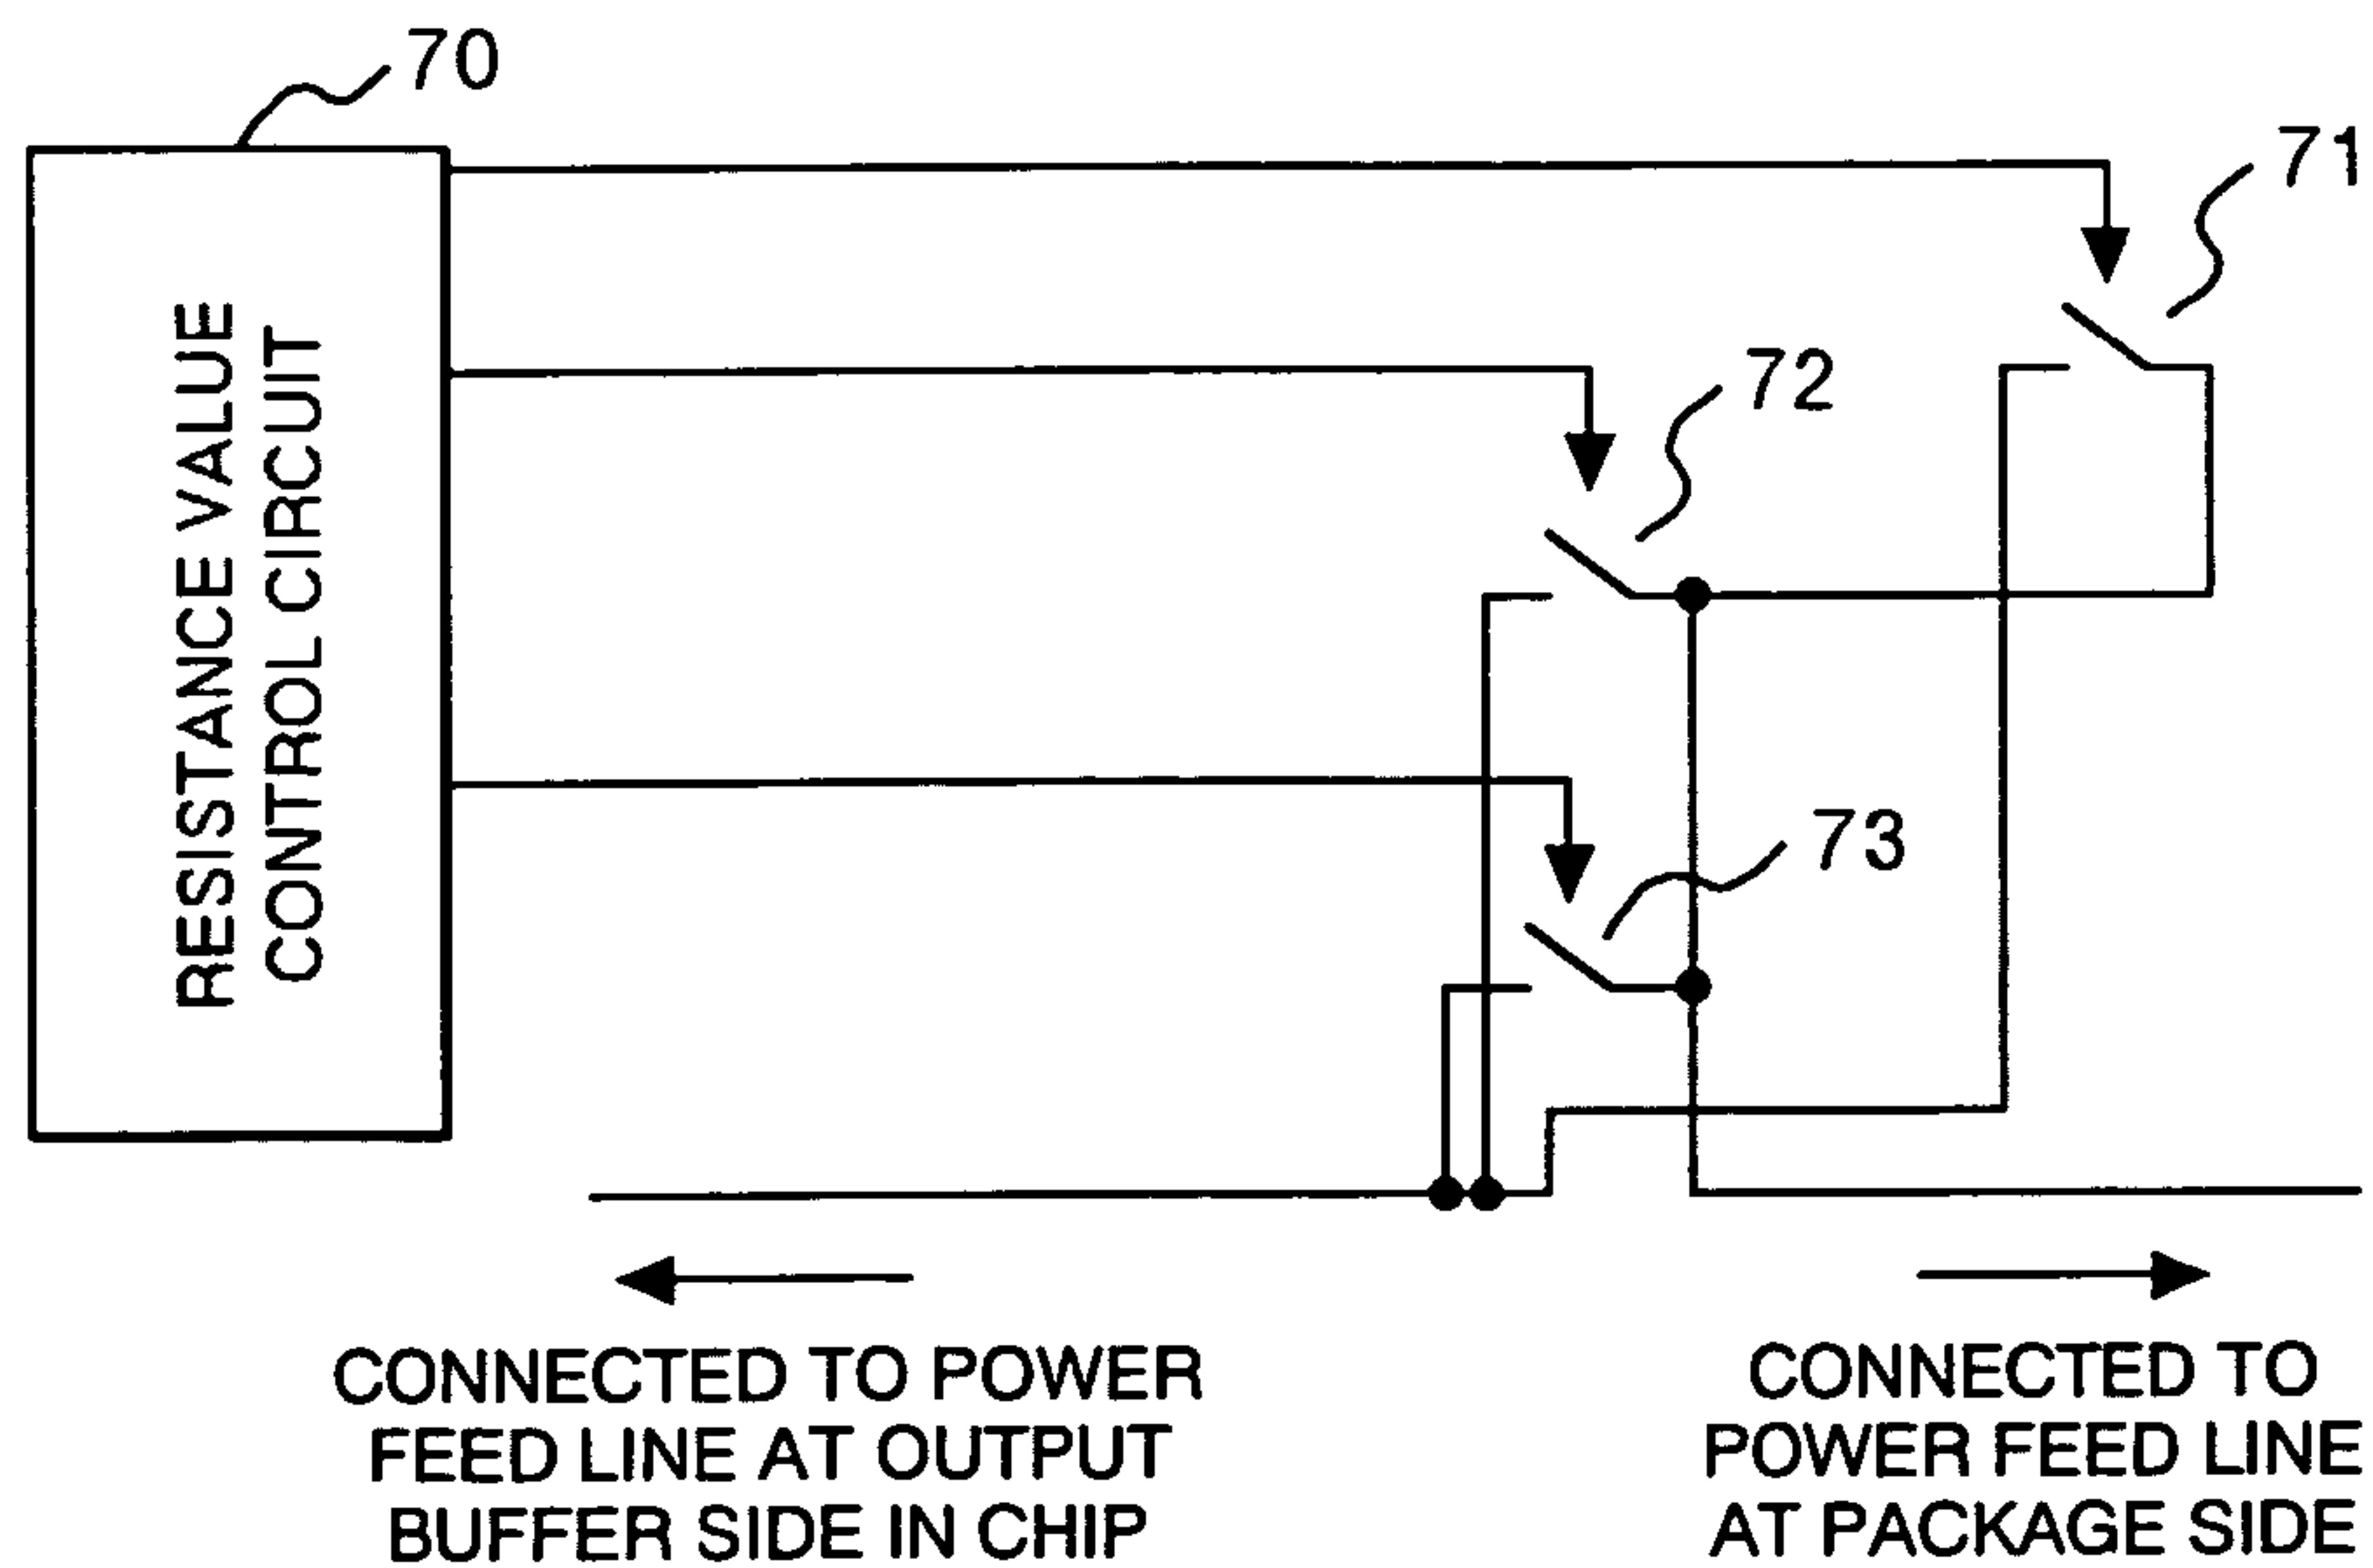 70
71
72
73
RESISTANCE VALUE
CONTROL CIRCUIT
CONNECTED TO POWER
FEED LINE AT OUTPUT
BUFFER SIDE IN CHIP
CONNECTED TO
POWER FEED LINE
AT PACKAGE SIDE